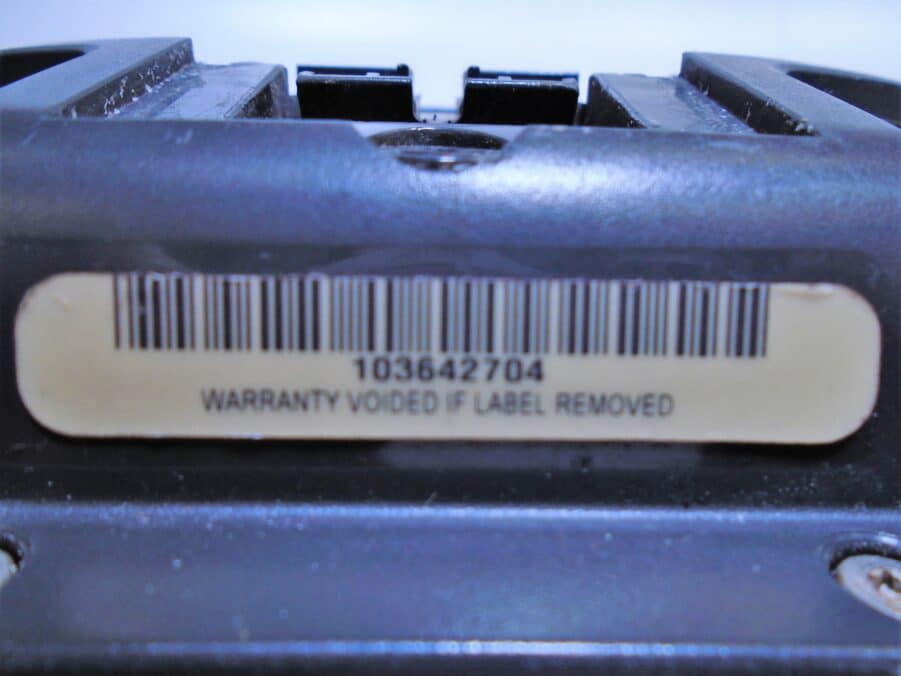 103642704
WARRANTY VOIDED IF LABEL REMOVED